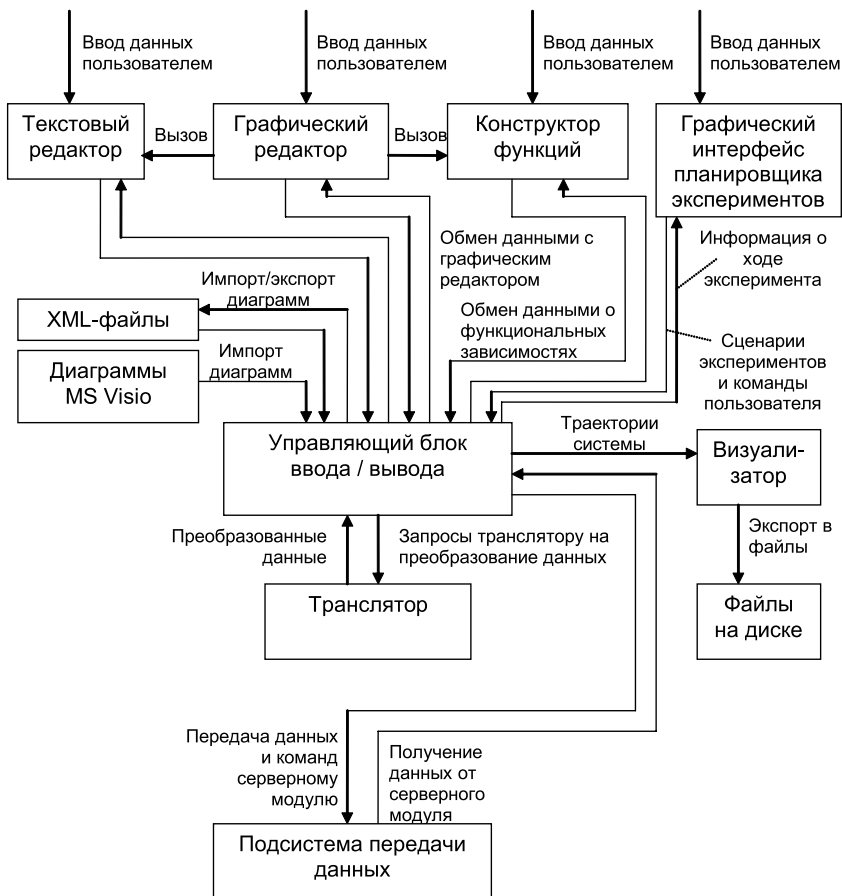 Ввод данных
пользователем
Ввод данных
пользователем
Ввод данных
пользователем
Ввод данных
пользователем
Текстовый
редактор
Вызов
Графический
редактор
Вызов
Конструктор
функций
Графический
интерфейс
планировщика
экспериментов
Обмен данными с
графическим
редактором
Информация о
ходе
эксперимента
Импорт/экспорт
диаграмм
XML-файлы
Обмен данными о
функциональных
зависимостях
Импорт
диаграмм
Диаграммы
MS Visio
Сценарии
экспериментов
и команды
пользователя
Управляющий блок
ввода / вывода
Траектории
системы
Визуали-
затор
Преобразованные
данные
Запросы транслятору на
преобразование данных
Экспорт в
файлы
Транслятор
Файлы
на диске
Передача данных
и команд
серверному
модулю
Получение
данных от
серверного
модуля
Подсистема передачи
данных